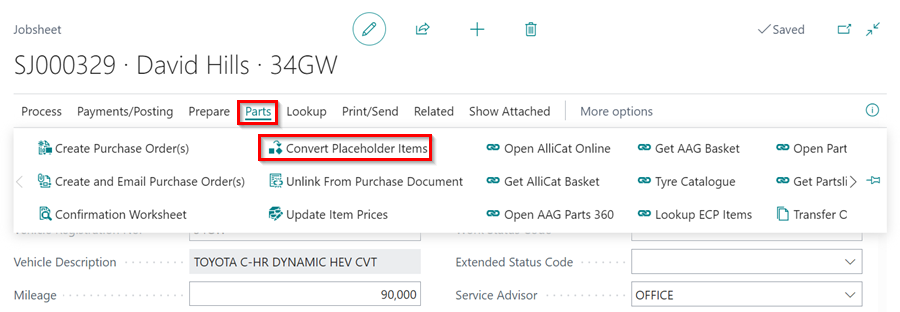 Jobsheet
Saved
SJ000329 · David Hills · 34GW
Process Payments/Posting Prepare Parts Lookup Print/Send Related Show Attached More options
Create Purchase Order(s) Convert Placeholder Items Open AlliCat Online Get AAG Basket Open Part
Create and Email Purchase Order(s) Unlink From Purchase Document Get AlliCat Basket Tyre Catalogue Get Partsli
Confirmation Worksheet Update Item Prices Open AAG Parts 360 Lookup ECP Items Transfer C
Vehicle Description TOYOTA C-HR DYNAMIC HEV CVT Extended Status Code
Mileage 90,000 Service Advisor OFFICE